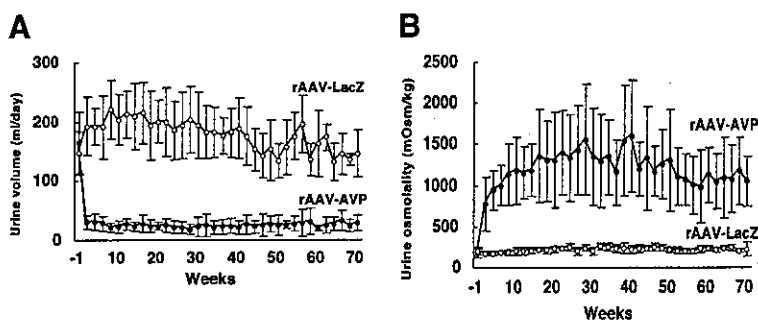 A
B
300
200
100
0
Urine volume (ml/day)
rAAV-LacZ
rAAV-AVP
-1 10 20 30 40 50 60 70
Weeks
2500
2000
1500
1000
500
0
Urine osmolality (mOsm/kg)
rAAV-AVP
rAAV-LacZ
-1 10 20 30 40 50 60 70
Weeks